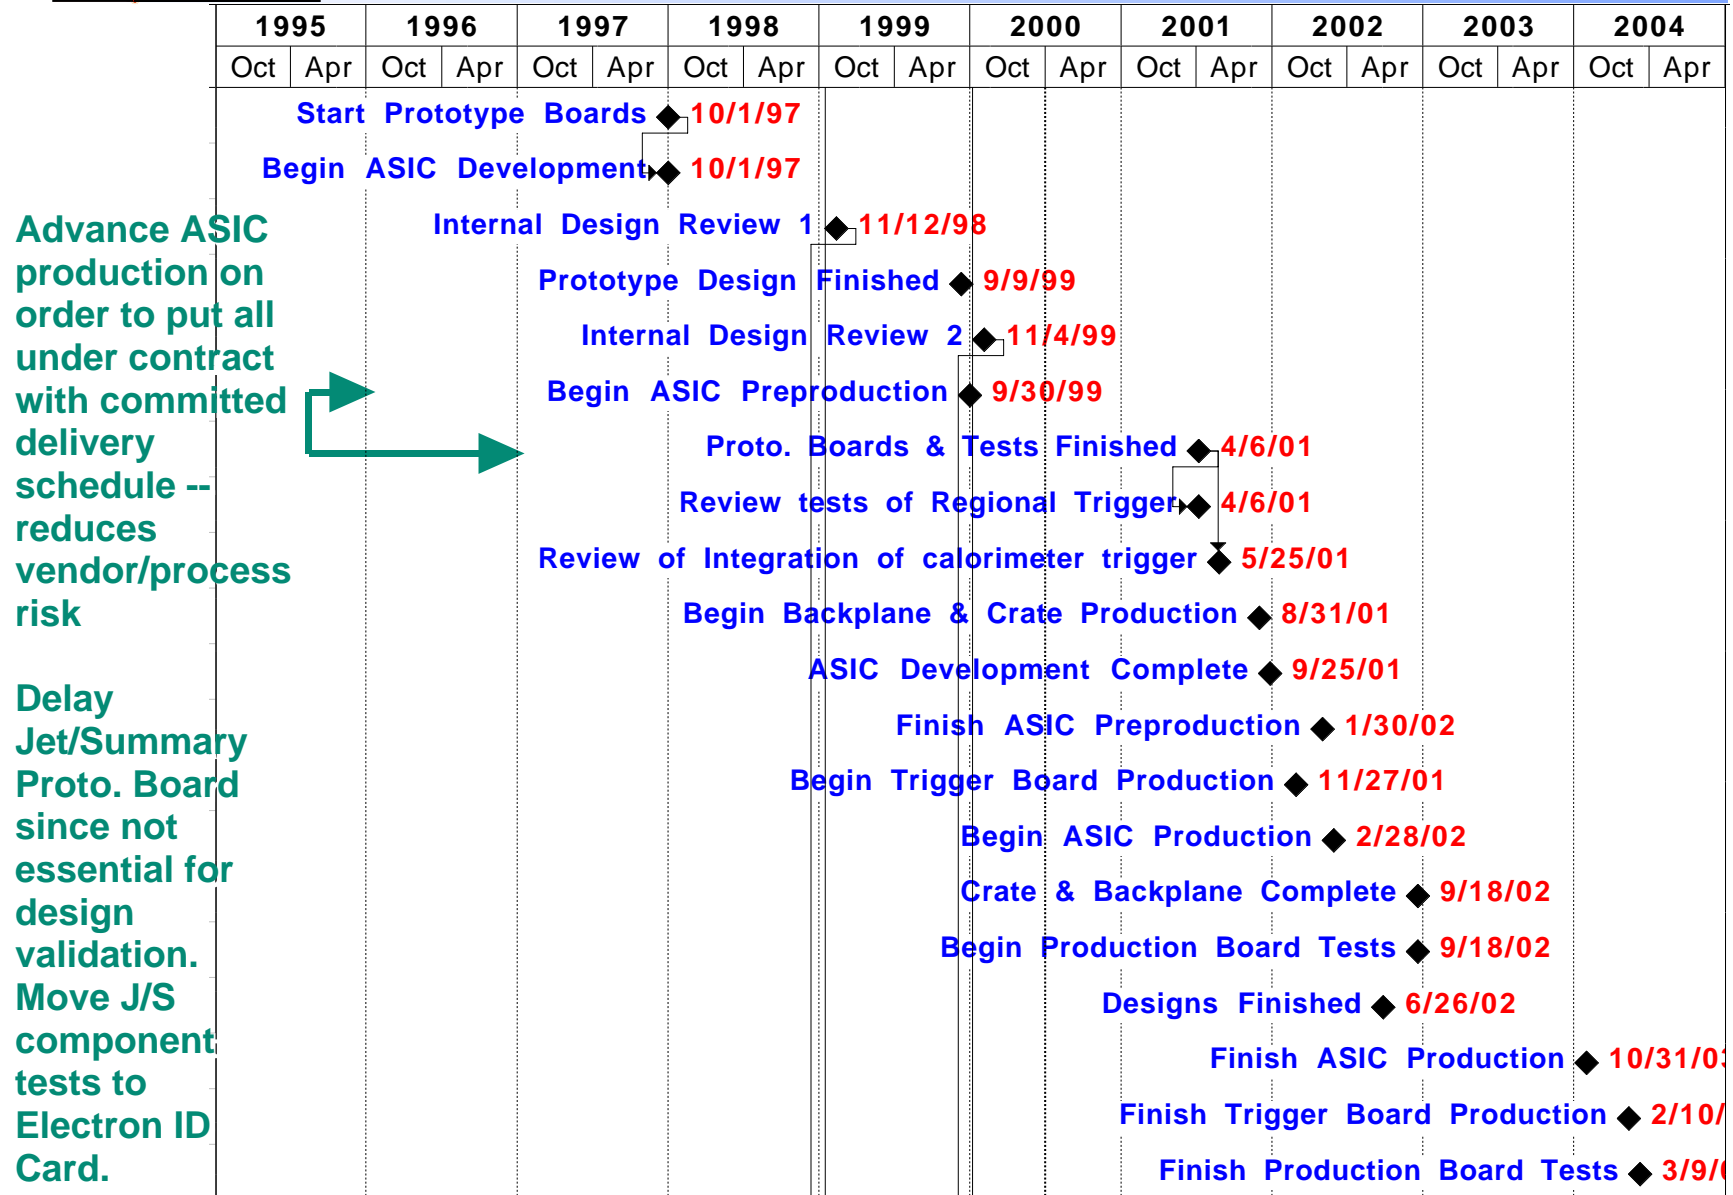 1995 1996 1997 1998 1999 2000 2001 2002 2003 2004
Oct Apr Oct Apr Oct Apr Oct Apr Oct Apr Oct Apr Oct Apr Oct Apr Oct Apr Oct Apr
Start Prototype Boards 10/1/97
Begin ASIC Development 10/1/97
Internal Design Review 1 11/12/98
Prototype Design Finished 9/9/99
Internal Design Review 2 11/4/99
Begin ASIC Preproduction 9/30/99
Proto. Boards & Tests Finished 4/6/01
Review tests of Regional Trigger 4/6/01
Review of Integration of calorimeter trigger 5/25/01
Begin Backplane & Crate Production 8/31/01
ASIC Development Complete 9/25/01
Finish ASIC Preproduction 1/30/02
Begin Trigger Board Production 11/27/01
Begin ASIC Production 2/28/02
Crate & Backplane Complete 9/18/02
Begin Production Board Tests 9/18/02
Designs Finished 6/26/02
Finish ASIC Production 10/31/03
Finish Trigger Board Production 2/10/
Finish Production Board Tests 3/9/0
Advance ASIC
production on
order to put all
under contract
with committed
delivery
schedule --
reduces
vendor/process
risk
Delay
Jet/Summary
Proto. Board
since not
essential for
design
validation.
Move J/S
component
tests to
Electron ID
Card.